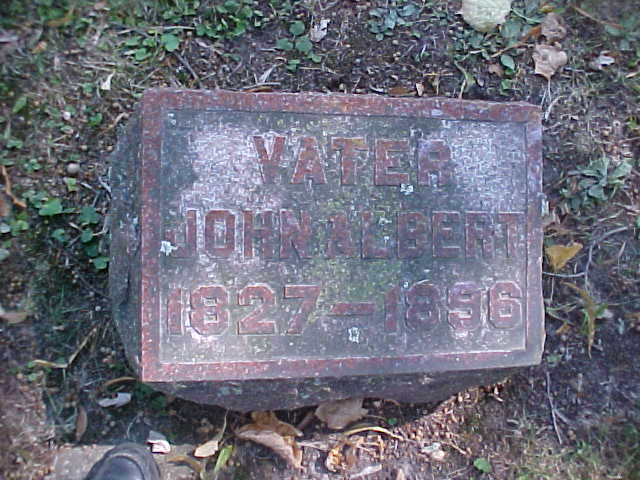 VATER
JOHN ALBERT
1827-1896